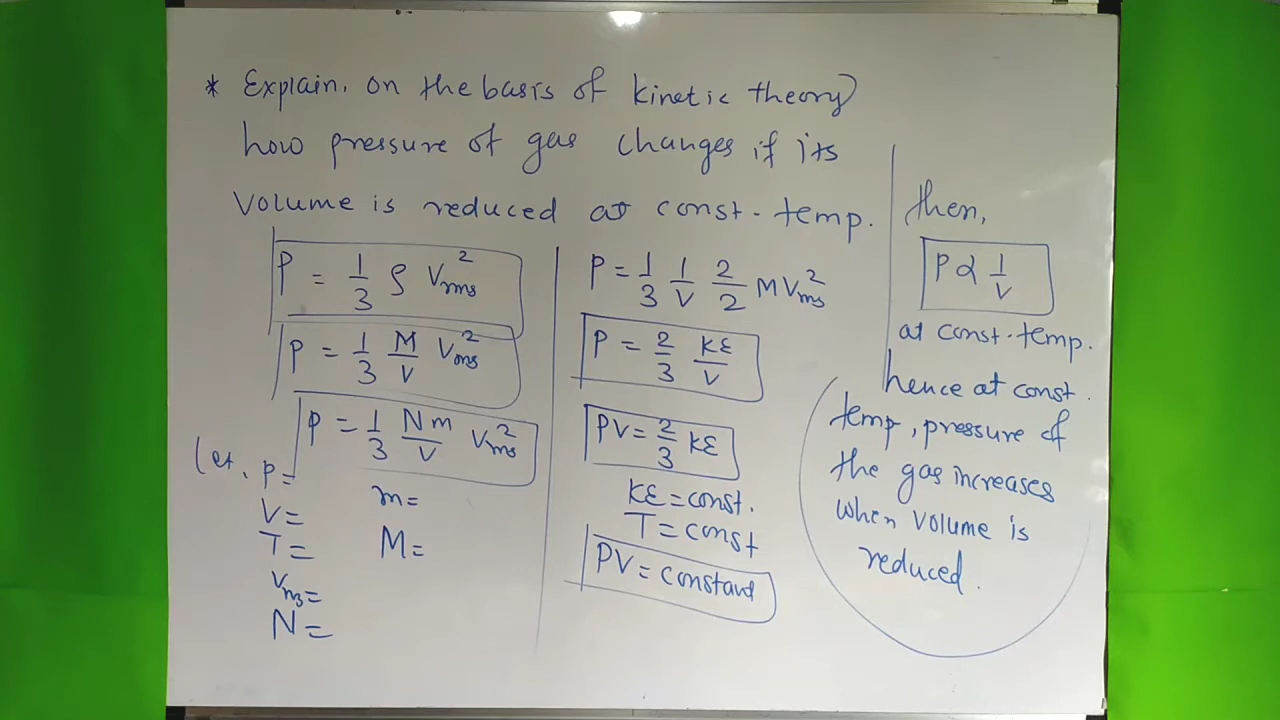 * Explain, on the basis of kinetic theory
how pressure of gas changes if its
volume is reduced at const. temp.
P = 1/3 ρ Vrms²
P = 1/3 M/V Vrms²
P = 1/3 Nm/V Vrms²
Let, P=
V=
T=
Vrms=
N=
m=
M=
P = 1/3 1/V 2/2 M Vrms²
P = 2/3 KE/V
PV = 2/3 KE
KE = const.
T = const
PV = constant
then,
P ∝ 1/V
at const. temp.
hence at const.
temp, pressure of
the gas increases
when volume is
reduced.